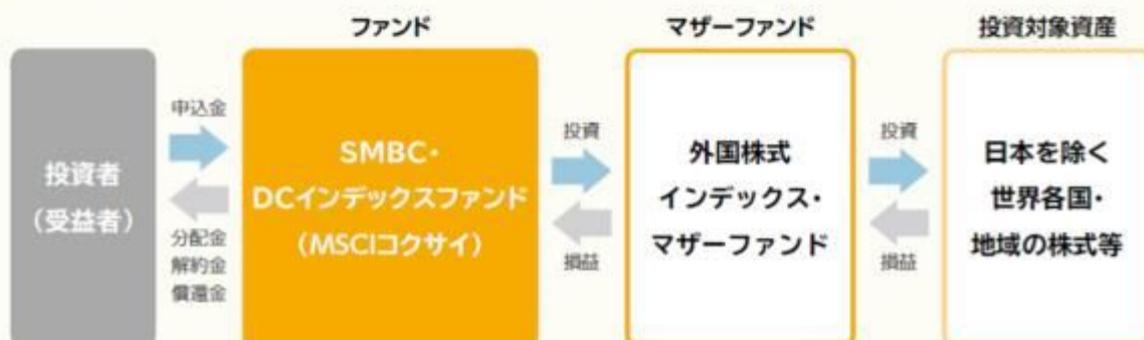 ファンド
マザーファンド
投資対象資産
投資者
(受益者)
申込金
分配金
解約金
償還金
SMBC・
DCインデックスファンド
(MSCIコクサイ)
投資
損益
外国株式
インデックス・
マザーファンド
投資
損益
日本を除く
世界各国・
地域の株式等